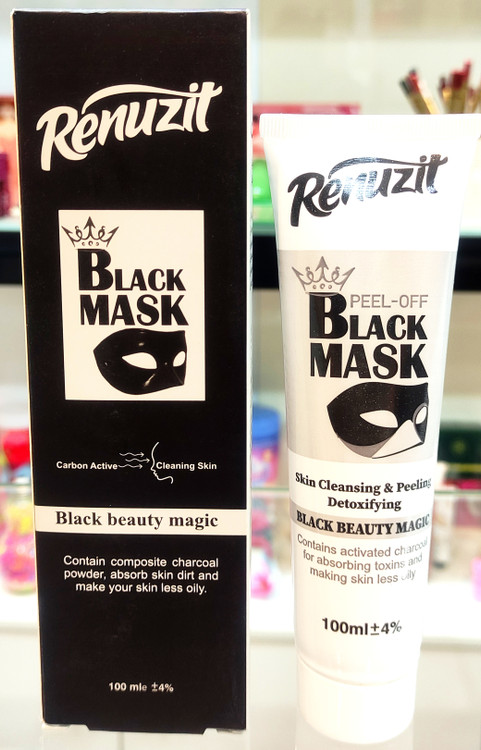 Renuzit
BLACK
MASK
Carbon Active
Cleaning Skin
Black beauty magic
Contain composite charcoal
powder, absorb skin dirt and
make your skin less oily.
100 mle ±4%
Renuzit
PEEL-OFF
BLACK
MASK
Skin Cleansing & Peeling
Detoxifying
BLACK BEAUTY MAGIC
Contains activated charcoal
for absorbing toxins and
making skin less oily
100ml±4%